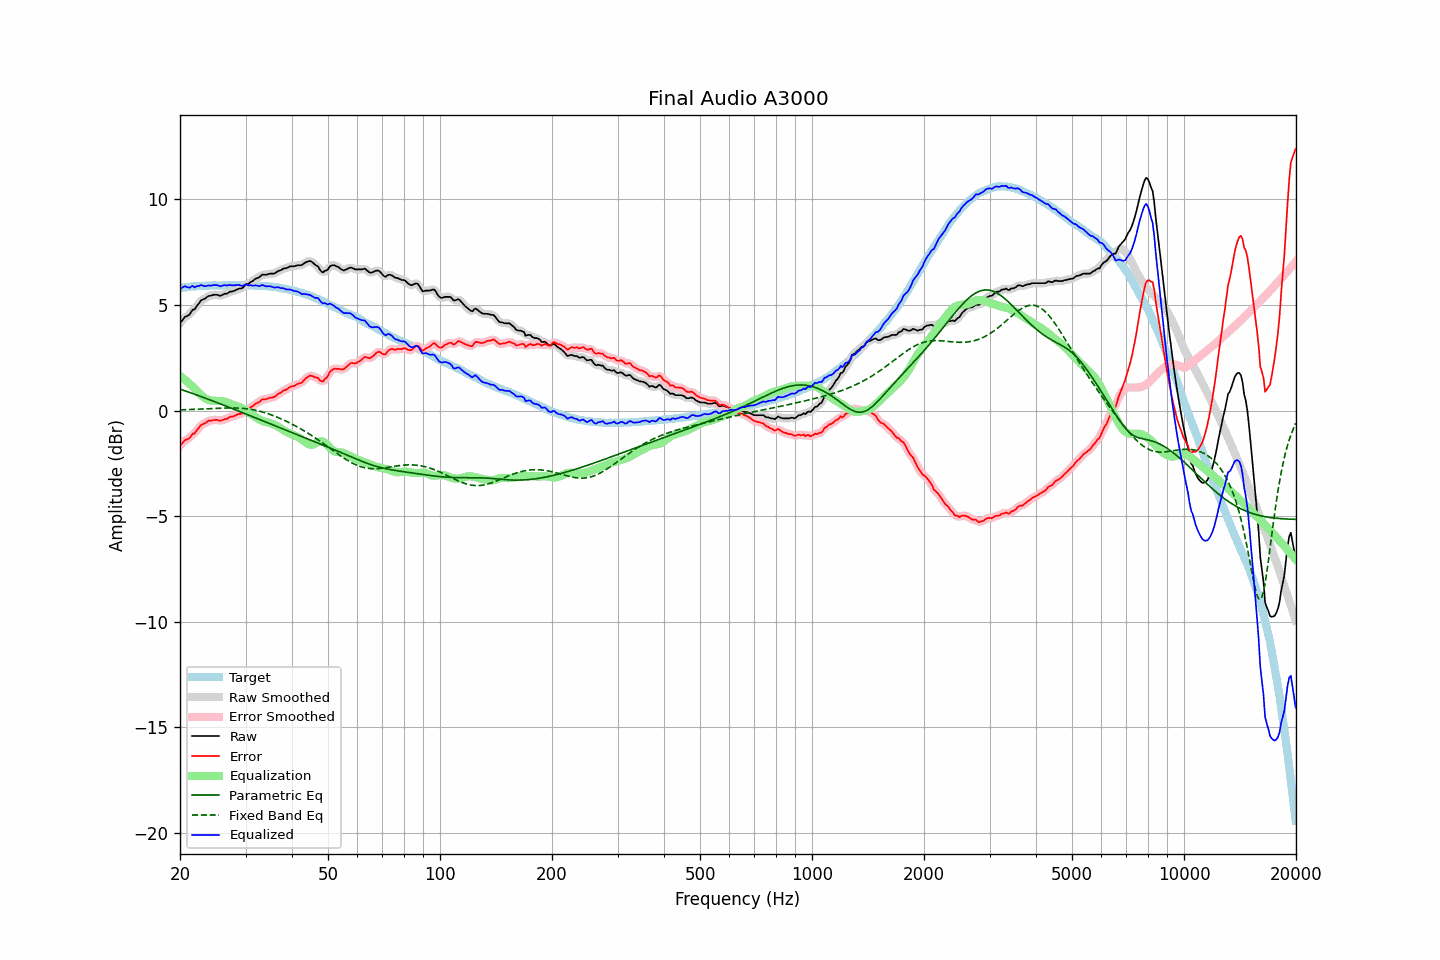 Final Audio A3000
Amplitude (dBr)
10
5
0
−5
−10
−15
−20
Target
Raw Smoothed
Error Smoothed
Raw
Error
Equalization
Parametric Eq
Fixed Band Eq
Equalized
20 50 100 200 500 1000 2000 5000 10000 20000
Frequency (Hz)